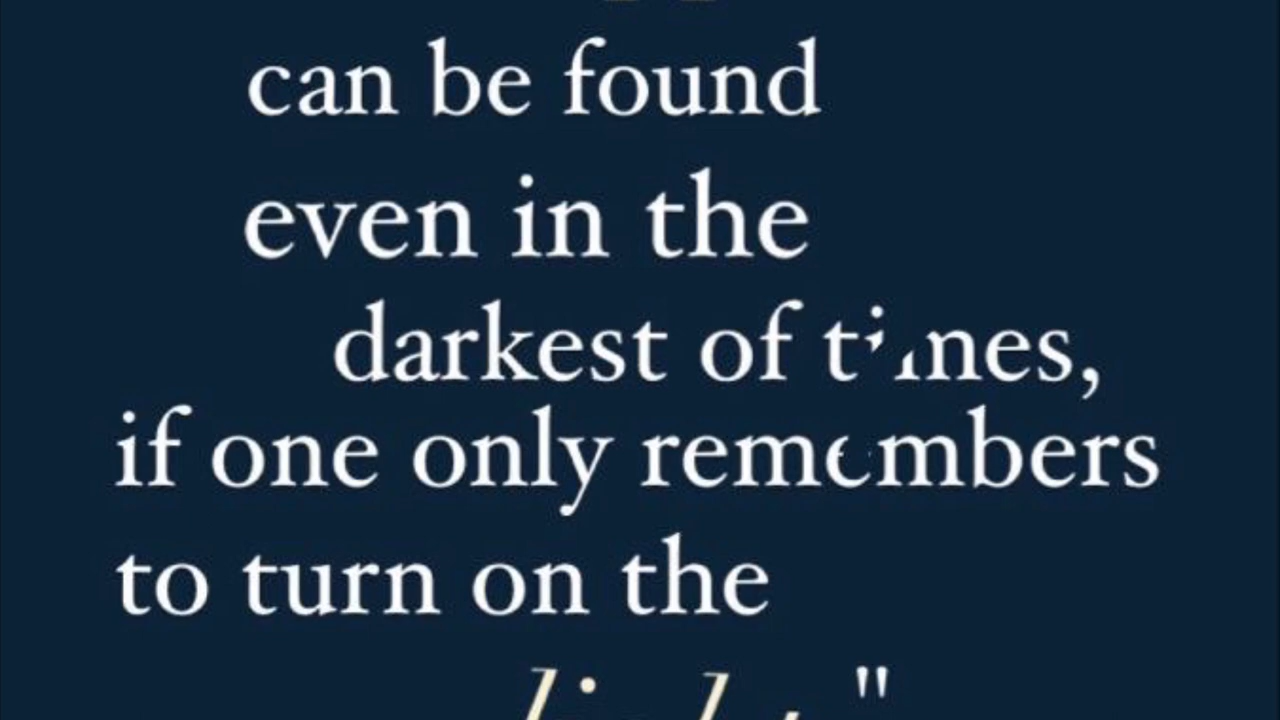 can be found
even in the
darkest of times,
if one only remembers
to turn on the
light."